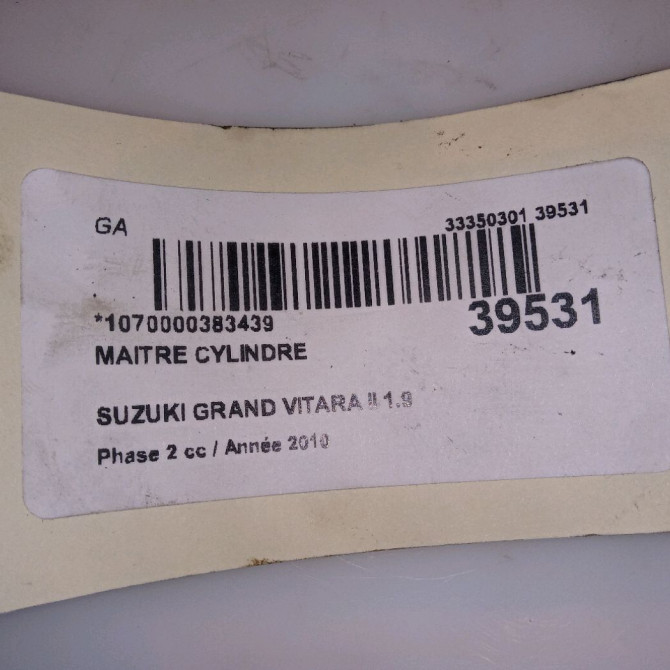 GA
33350301 39531
*1070000383439
39531
MAITRE CYLINDRE
SUZUKI GRAND VITARA II 1.9
Phase 2 cc / Année 2010